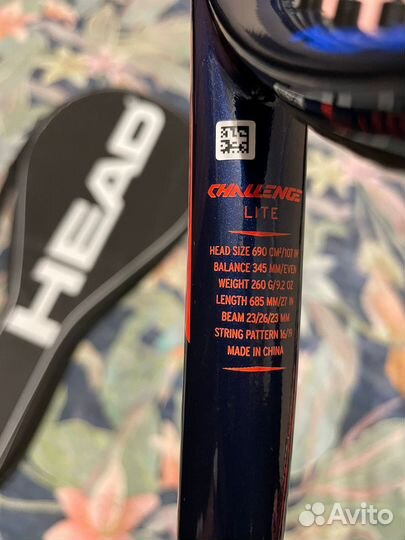 HEAD
CHALLENGE
LITE
HEAD SIZE 690 CM²/107 IN²
BALANCE 345 MM/EVEN
WEIGHT 260 G/9.2 OZ
LENGTH 685 MM/27 IN
BEAM 23/26/23 MM
STRING PATTERN 16/19
MADE IN CHINA
Avito